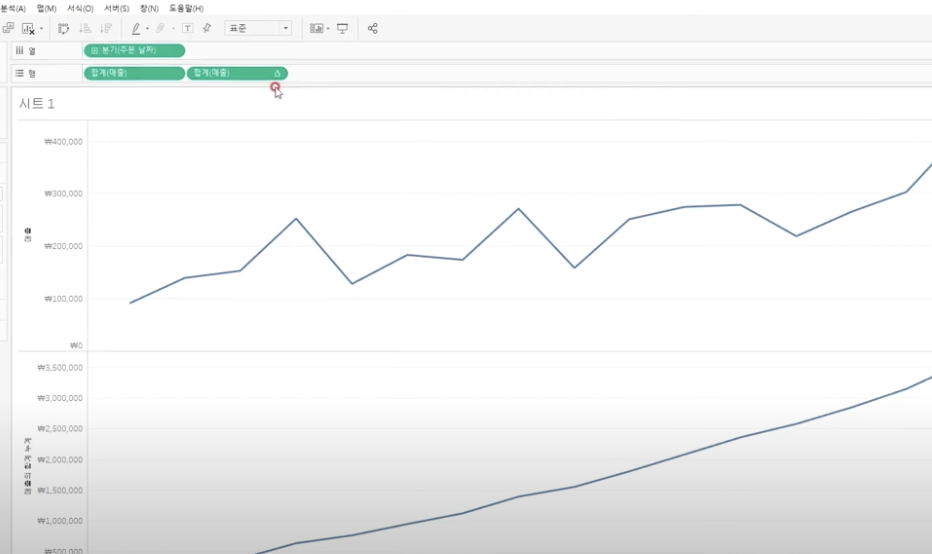 분석(A) 맵(M) 서식(O) 서버(S) 창(N) 도움말(H)
표준
열 분기(주문 날짜)
행 합계(매출) 합계(매출)
시트 1
₩400,000
₩300,000
₩200,000
₩100,000
₩0
매출
₩3,500,000
₩3,000,000
₩2,500,000
₩2,000,000
₩1,500,000
₩1,000,000
₩500,000
매출의 누계